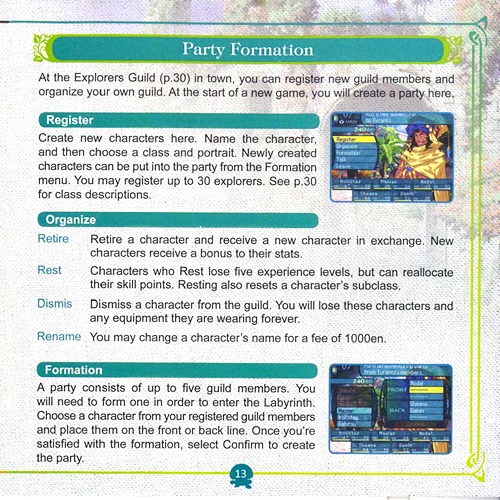 Party Formation
At the Explorers Guild (p.30) in town, you can register new guild members and
organize your own guild. At the start of a new game, you will create a party here.
Register
Create new characters here. Name the character,
and then choose a class and portrait. Newly created
characters can be put into the party from the Formation
menu. You may register up to 30 explorers. See p.30
for class descriptions.
240en
Register
Organize
Formation
Talk
Leave
Organize
Retire Retire a character and receive a new character in exchange. New
characters receive a bonus to their stats.
Rest Characters who Rest lose five experience levels, but can reallocate
their skill points. Resting also resets a character's subclass.
Dismis Dismiss a character from the guild. You will lose these characters and
any equipment they are wearing forever.
Rename You may change a character's name for a fee of 1000en.
Formation
A party consists of up to five guild members. You
will need to form one in order to enter the Labyrinth.
Choose a character from your registered guild members
and place them on the front or back line. Once you're
satisfied with the formation, select Confirm to create
the party.
240en
FRONT
BACK
13